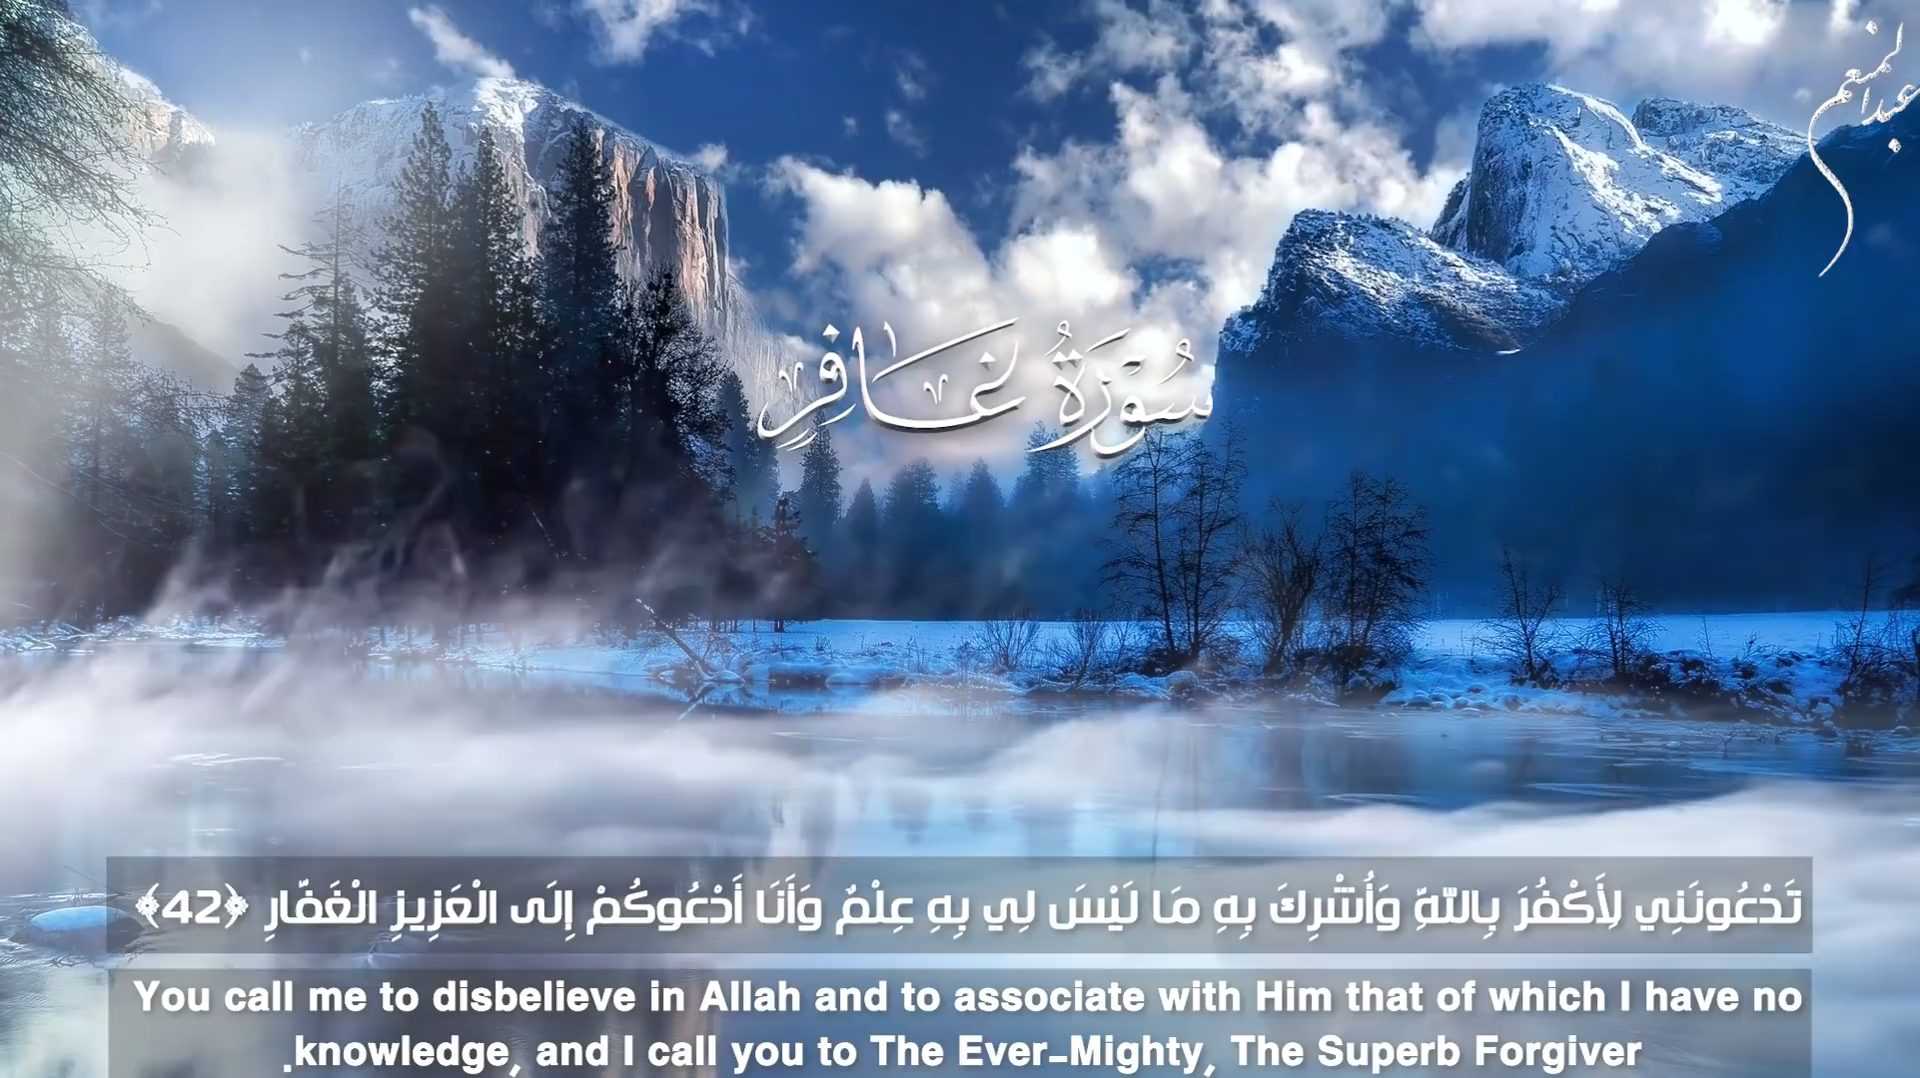 عبدالمنعم
سُورَةُ غَافِرٍ
تَدْعُونَنِي لِأَكْفُرَ بِاللَّهِ وَأُشْرِكَ بِهِ مَا لَيْسَ لِي بِهِ عِلْمٌ وَأَنَا أَدْعُوكُمْ إِلَى الْعَزِيزِ الْغَفَّارِ ﴿42﴾
You call me to disbelieve in Allah and to associate with Him that of which I have no
.knowledge, and I call you to The Ever-Mighty, The Superb Forgiver